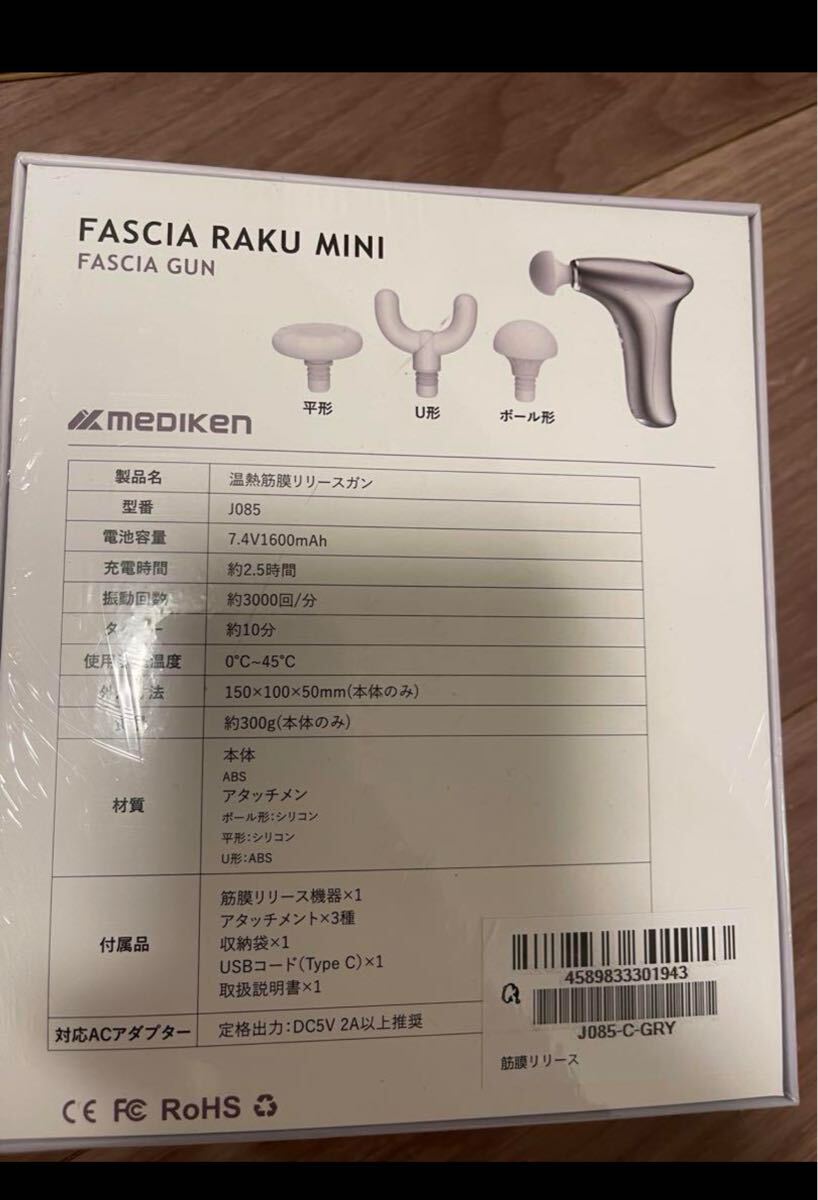 FASCIA RAKU MINI
FASCIA GUN
平形
U形
ボール形
MEDIKEN
製品名 温熱筋膜リリースガン
型番 J085
電池容量 7.4V1600mAh
充電時間 約2.5時間
振動回数 約3000回/分
タ 約10分
使用 温度 0°C~45°C
外 寸法 150×100×50mm(本体のみ)
約300g(本体のみ)
材質
本体
ABS
アタッチメン
ボール形:シリコン
平形:シリコン
U形:ABS
付属品
筋膜リリース機器×1
アタッチメント×3種
収納袋×1
USBコード(Type C)×1
取扱説明書×1
対応ACアダプター 定格出力:DC5V 2A以上推奨
4589833301943
J085-C-GRY
筋膜リリース
CE FC RoHS